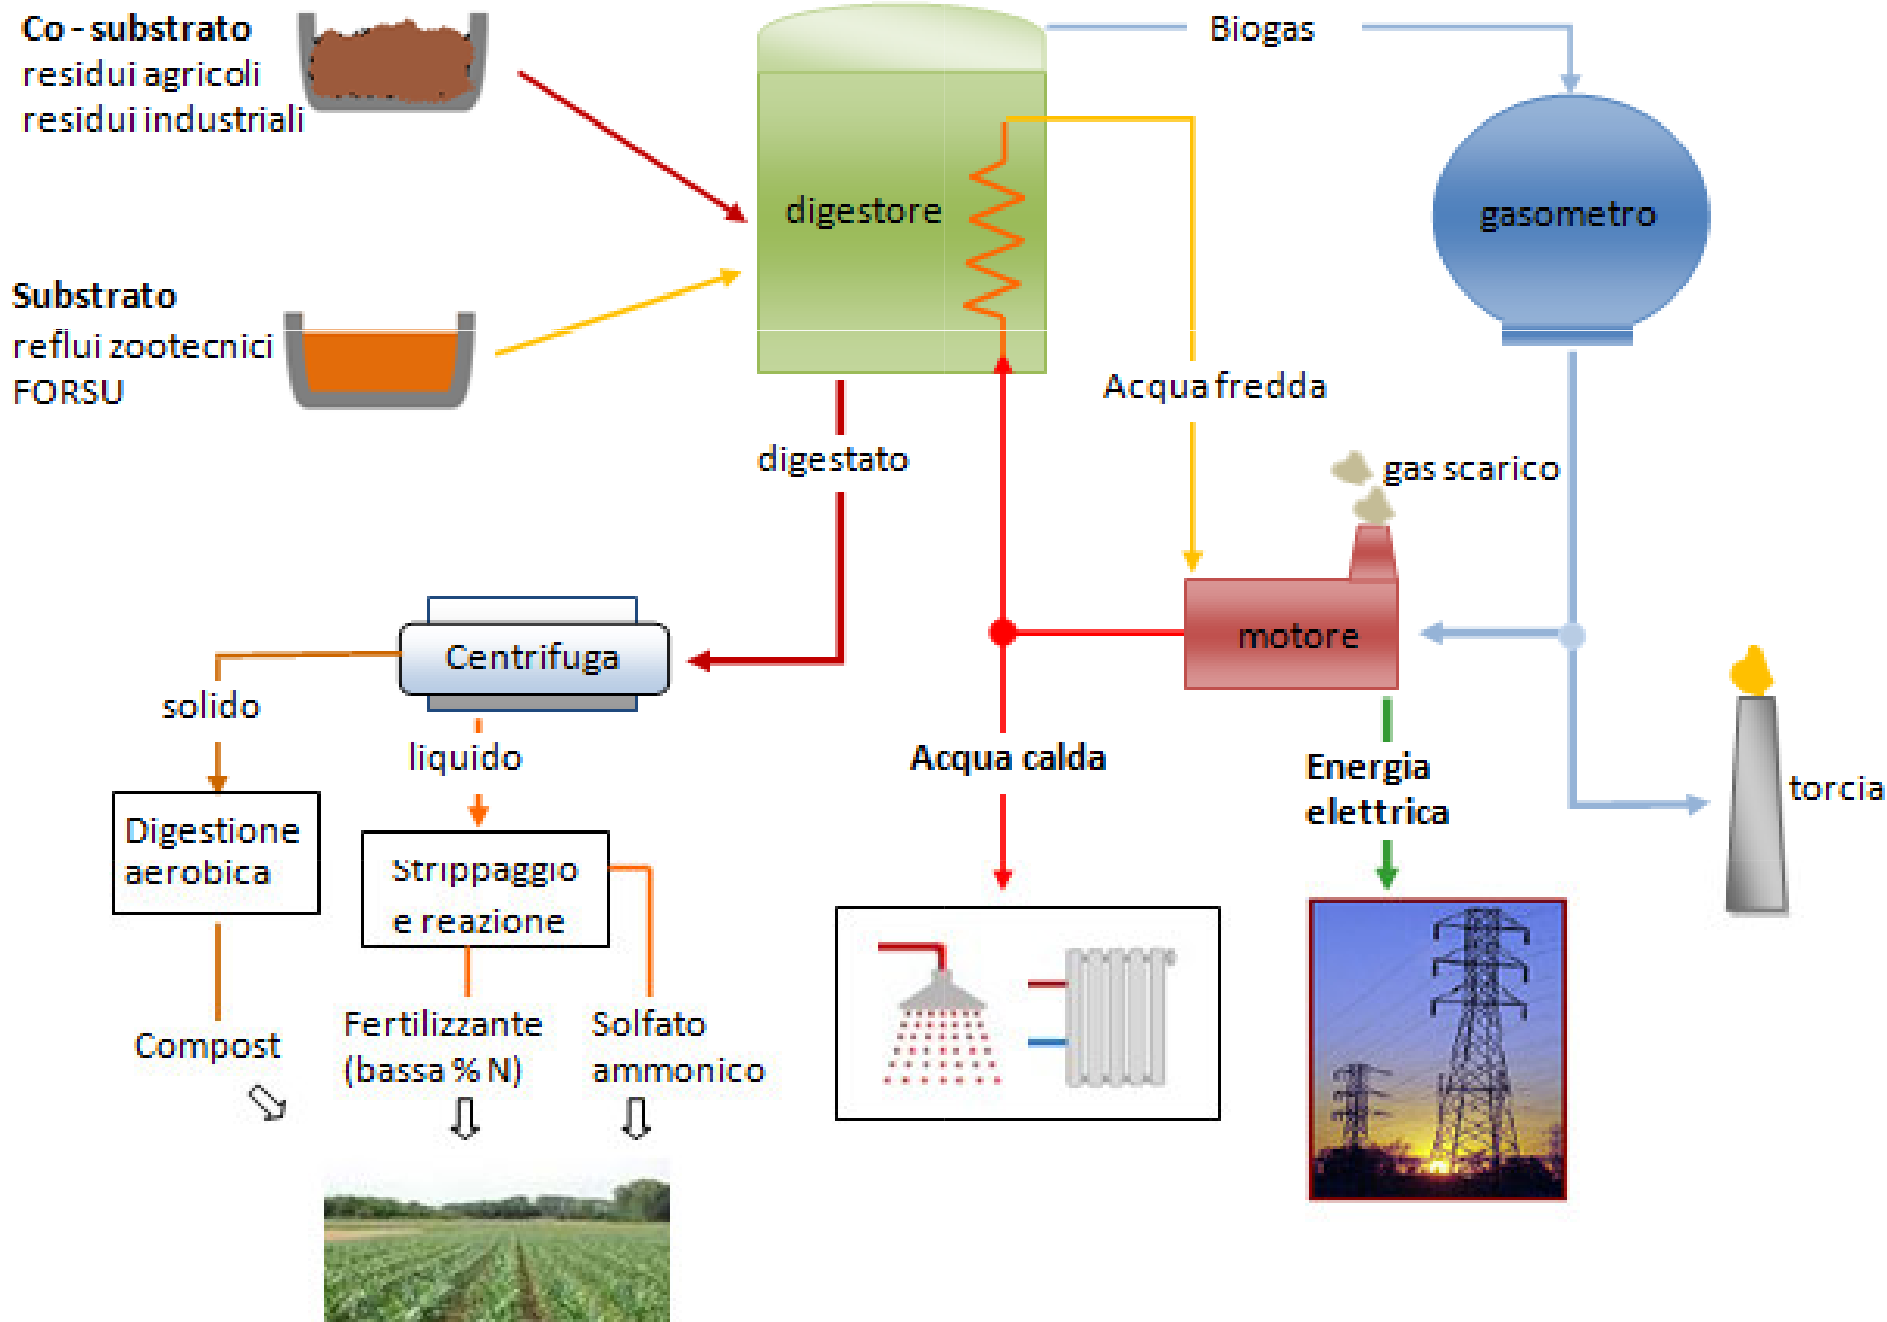 Co - substrato
residui agricoli
residui industriali
Biogas
digestore
gasometro
Substrato
reflui zootecnici
FORSU
Acqua fredda
digestato
gas scarico
Centrifuga
motore
solido
liquido
Acqua calda
Energia
elettrica
torcia
Digestione
aerobica
Strippaggio
e reazione
Compost
Fertilizzante
(bassa % N)
Solfato
ammonico